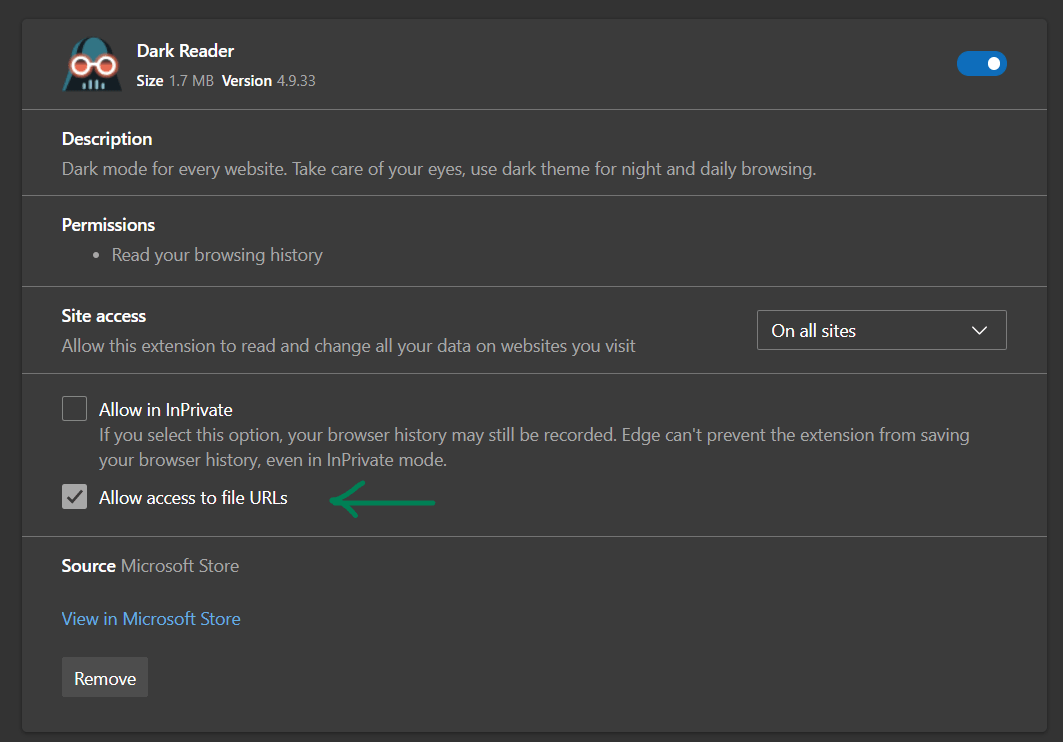 Dark Reader
Size 1.7 MB Version 4.9.33
Description
Dark mode for every website. Take care of your eyes, use dark theme for night and daily browsing.
Permissions
• Read your browsing history
Site access
Allow this extension to read and change all your data on websites you visit
On all sites
Allow in InPrivate
If you select this option, your browser history may still be recorded. Edge can't prevent the extension from saving
your browser history, even in InPrivate mode.
Allow access to file URLs
Source Microsoft Store
View in Microsoft Store
Remove